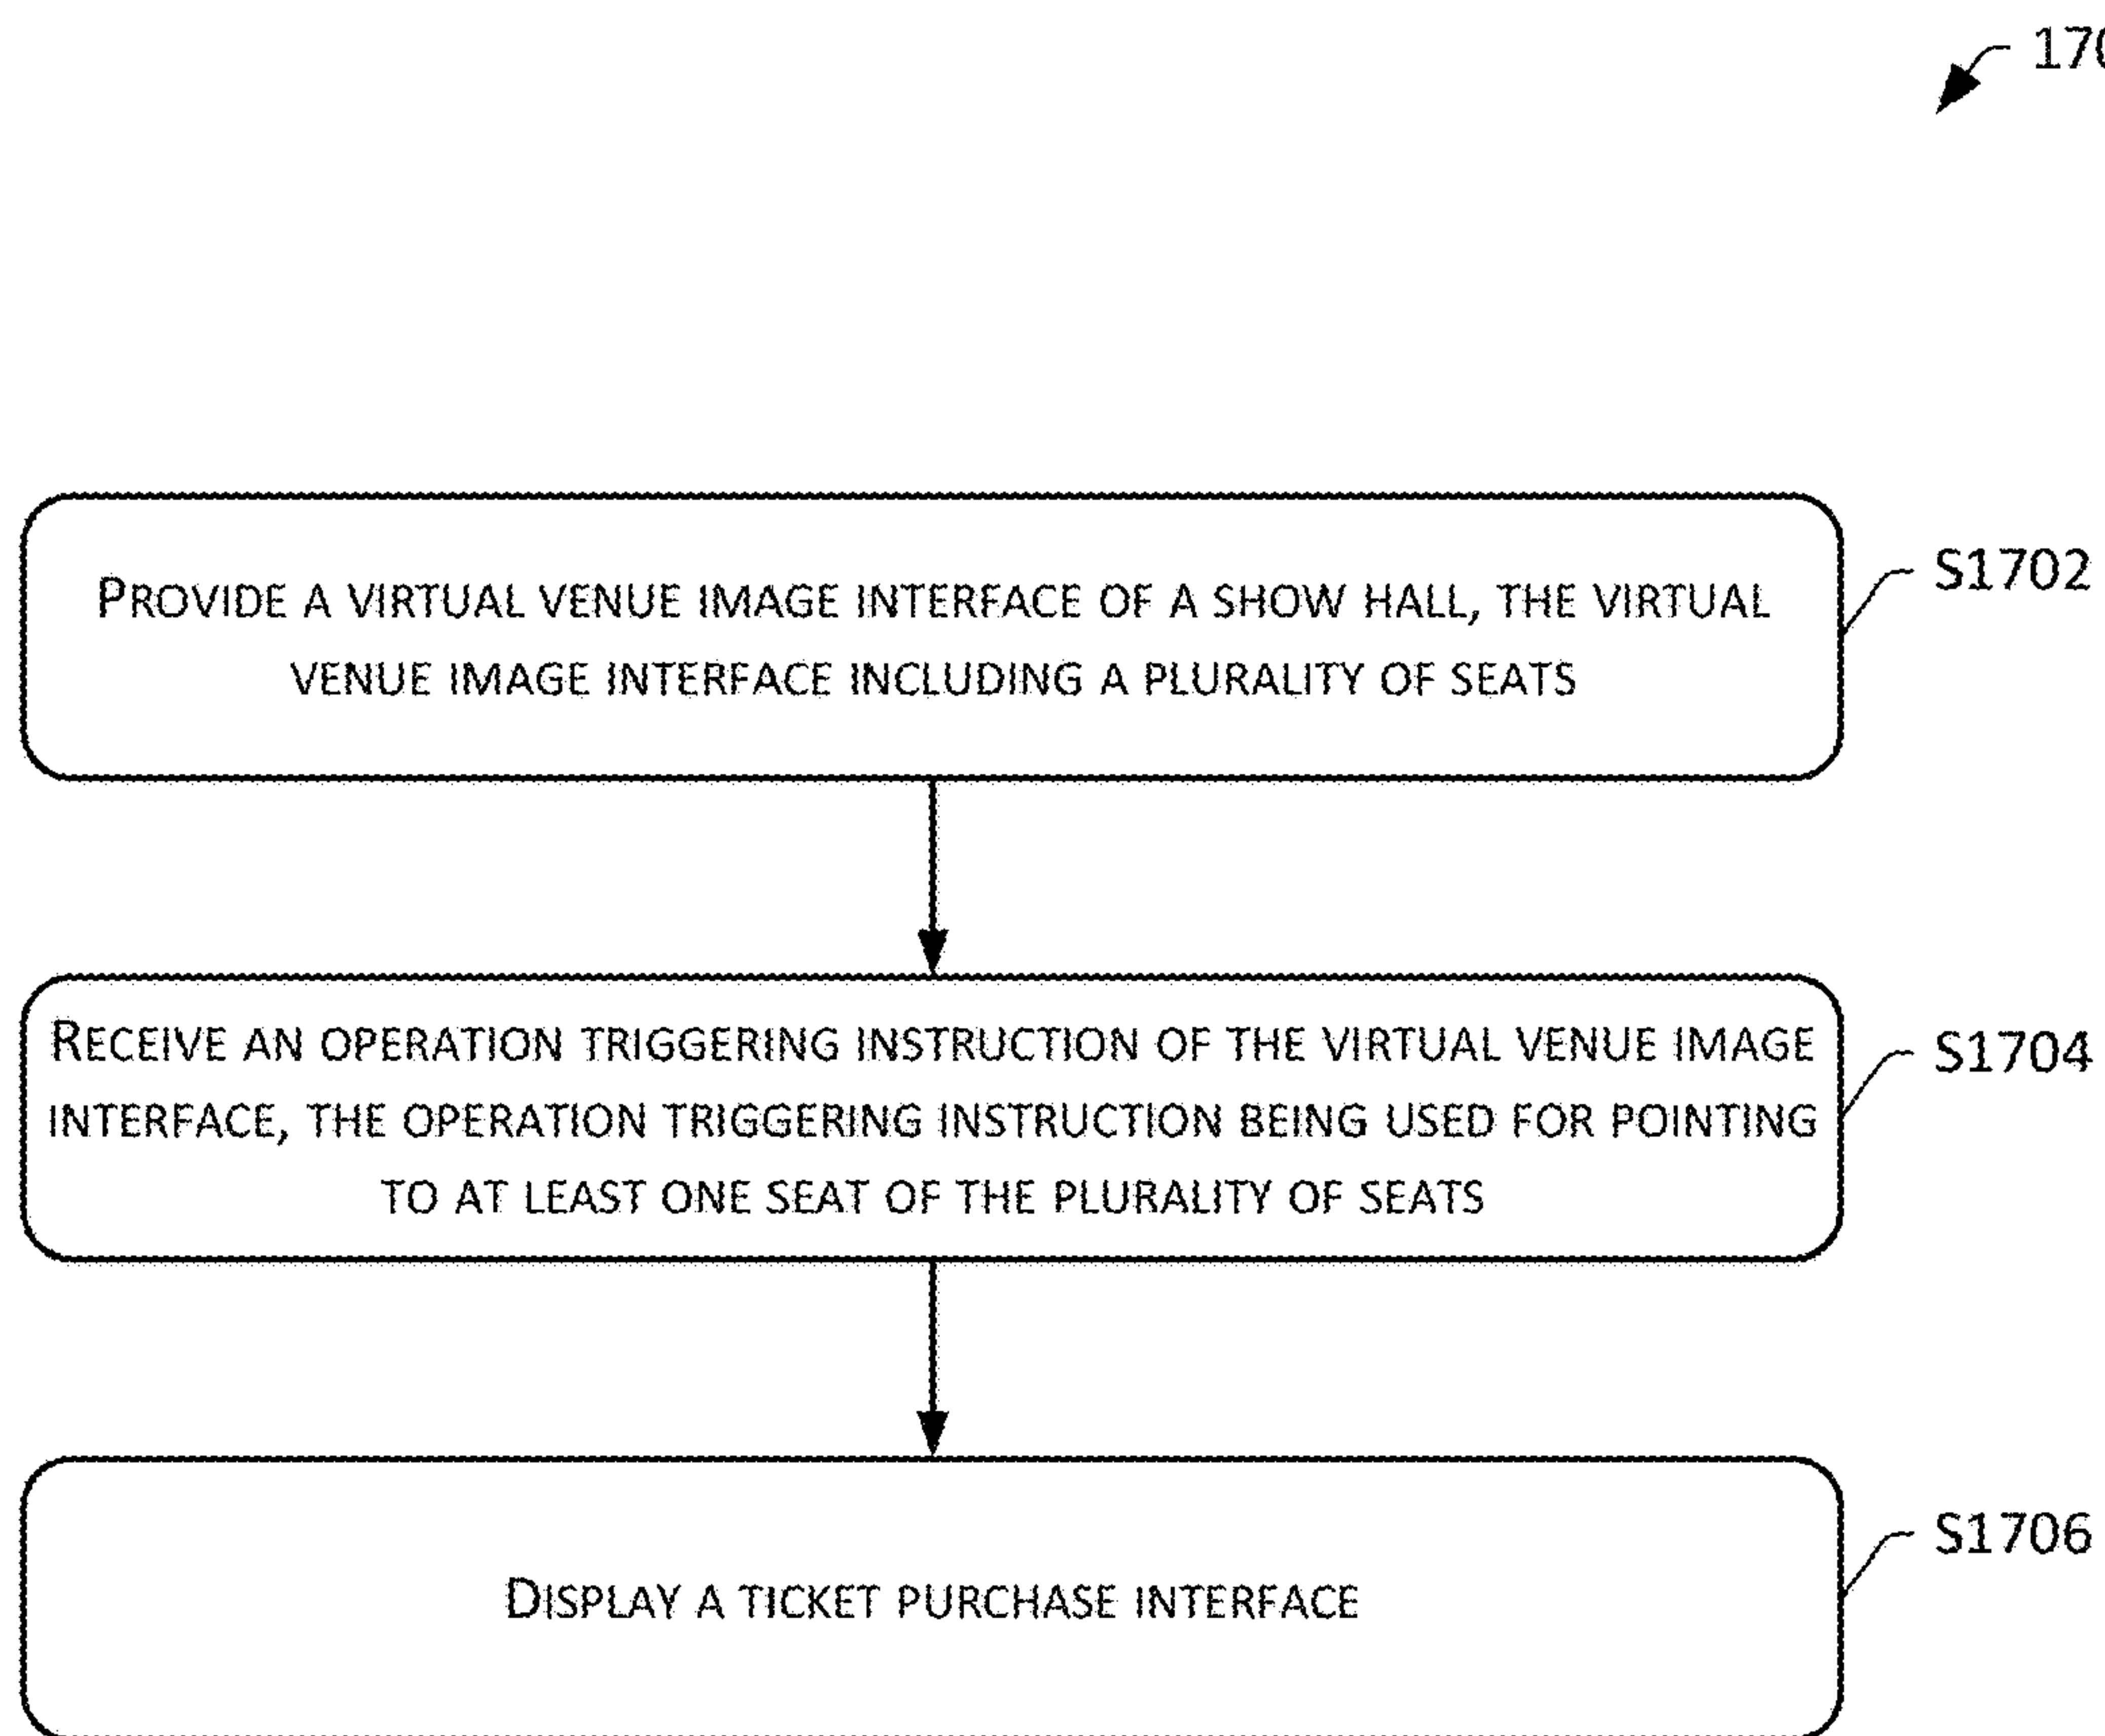 PROVIDE A VIRTUAL VENUE IMAGE INTERFACE OF A SHOW HALL, THE VIRTUAL
VENUE IMAGE INTERFACE INCLUDING A PLURALITY OF SEATS
S1702
RECEIVE AN OPERATION TRIGGERING INSTRUCTION OF THE VIRTUAL VENUE IMAGE
INTERFACE, THE OPERATION TRIGGERING INSTRUCTION BEING USED FOR POINTING
TO AT LEAST ONE SEAT OF THE PLURALITY OF SEATS
S1704
DISPLAY A TICKET PURCHASE INTERFACE
S1706